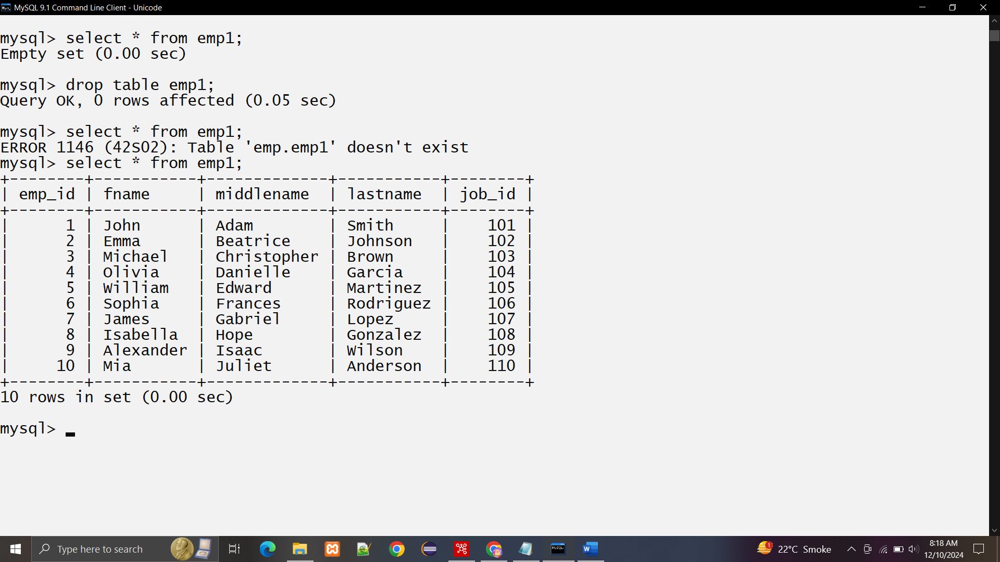 MySQL 9.1 Command Line Client - Unicode
mysql> select * from emp1;
Empty set (0.00 sec)
mysql> drop table emp1;
Query OK, 0 rows affected (0.05 sec)
mysql> select * from emp1;
ERROR 1146 (42S02): Table 'emp.emp1' doesn't exist
mysql> select * from emp1;
+--------+-----------+-------------+-----------+--------+
| emp_id | fname     | middlename  | lastname  | job_id |
+--------+-----------+-------------+-----------+--------+
|      1 | John      | Adam        | Smith     |    101 |
|      2 | Emma      | Beatrice    | Johnson   |    102 |
|      3 | Michael   | Christopher | Brown     |    103 |
|      4 | Olivia    | Danielle    | Garcia    |    104 |
|      5 | William   | Edward      | Martinez  |    105 |
|      6 | Sophia    | Frances     | Rodriguez |    106 |
|      7 | James     | Gabriel     | Lopez     |    107 |
|      8 | Isabella  | Hope        | Gonzalez  |    108 |
|      9 | Alexander | Isaac       | Wilson    |    109 |
|     10 | Mia       | Juliet      | Anderson  |    110 |
+--------+-----------+-------------+-----------+--------+
10 rows in set (0.00 sec)
mysql> _
Type here to search
1
22°C Smoke
8:18 AM
12/10/2024